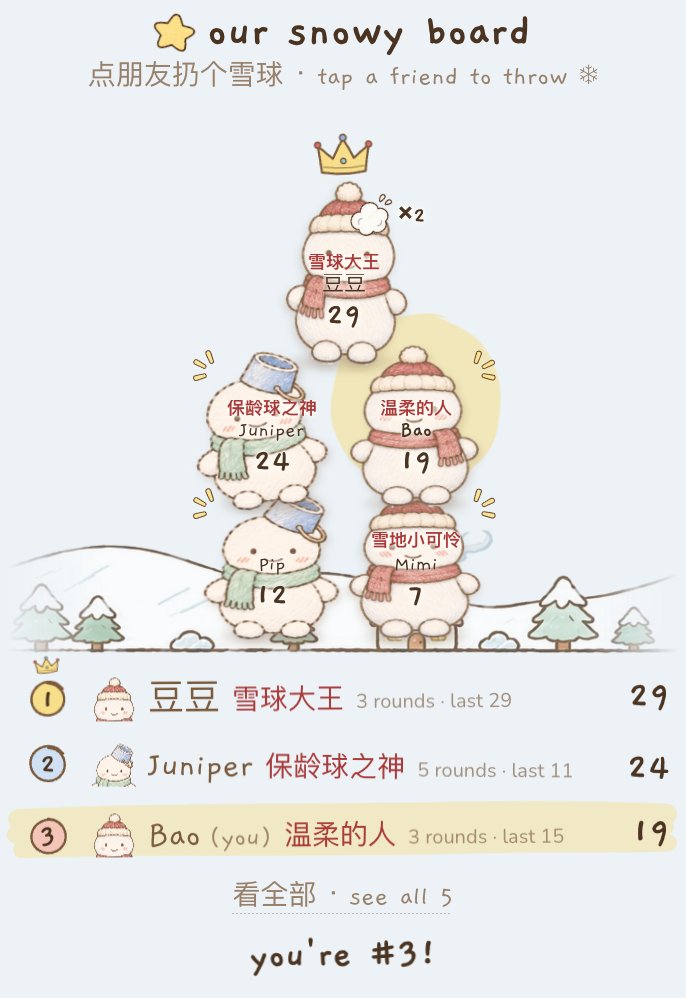 our snowy board
点朋友扔个雪球 · tap a friend to throw ❄
×2
雪球大王
豆豆
29
保龄球之神
Juniper
24
温柔的人
Bao
19
Pip
12
雪地小可怜
Mimi
7
1 豆豆 雪球大王 3 rounds · last 29 29
2 Juniper 保龄球之神 5 rounds · last 11 24
3 Bao (you) 温柔的人 3 rounds · last 15 19
看全部 · see all 5
you're #3!